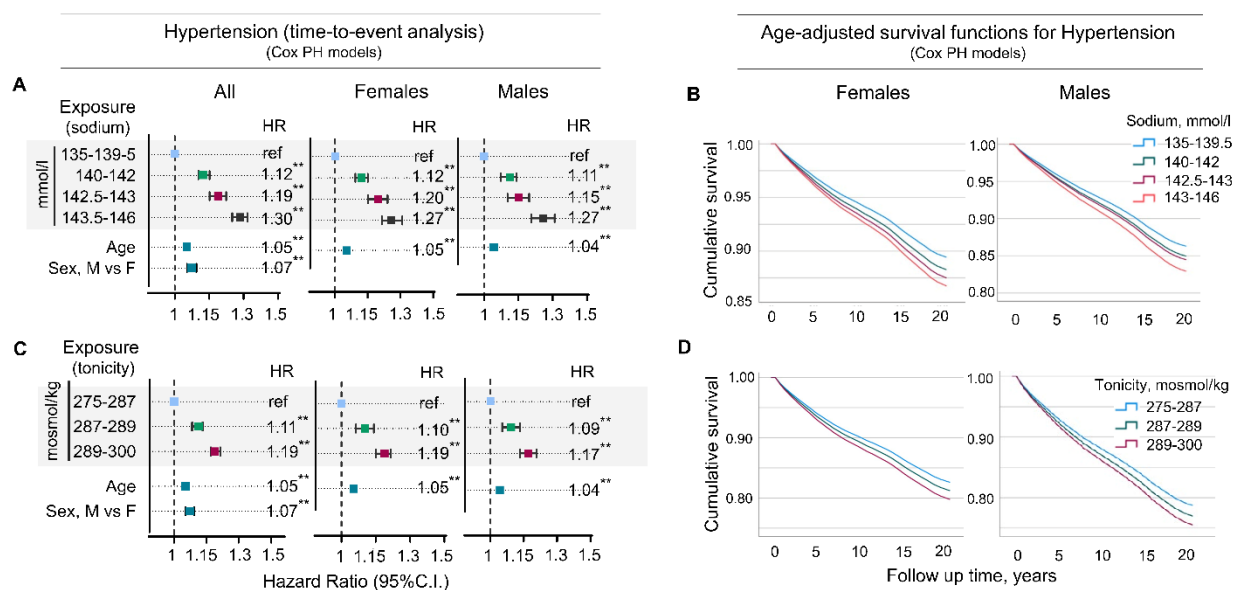 Hypertension (time-to-event analysis)
(Cox PH models)
A
All
Females
Males
Exposure
(sodium)
HR
HR
HR
mmol/l
135-139-5
ref
ref
ref
140-142
1.12**
1.12**
1.11**
142.5-143
1.19**
1.20**
1.15**
143.5-146
1.30**
1.27**
1.27**
Age
1.05**
1.05**
1.04**
Sex, M vs F
1.07**
1 1.15 1.3 1.5
1 1.15 1.3 1.5
1 1.15 1.3 1.5
C
Exposure
(tonicity)
HR
HR
HR
mosmol/kg
275-287
ref
ref
ref
287-289
1.11**
1.10**
1.09**
289-300
1.19**
1.19**
1.17**
Age
1.05**
1.05**
1.04**
Sex, M vs F
1.07**
1 1.15 1.3 1.5
1 1.15 1.3 1.5
1 1.15 1.3 1.5
Hazard Ratio (95%C.I.)
Age-adjusted survival functions for Hypertension
(Cox PH models)
B
Females
Males
Cumulative survival
1.00
0.95
0.90
0.85
0 5 10 15 20
1.00
0.95
0.90
0.85
0.80
0 5 10 15 20
Sodium, mmol/l
135-139.5
140-142
142.5-143
143-146
D
Cumulative survival
1.00
0.90
0.80
0 5 10 15 20
1.00
0.90
0.80
0 5 10 15 20
Tonicity, mosmol/kg
275-287
287-289
289-300
Follow up time, years